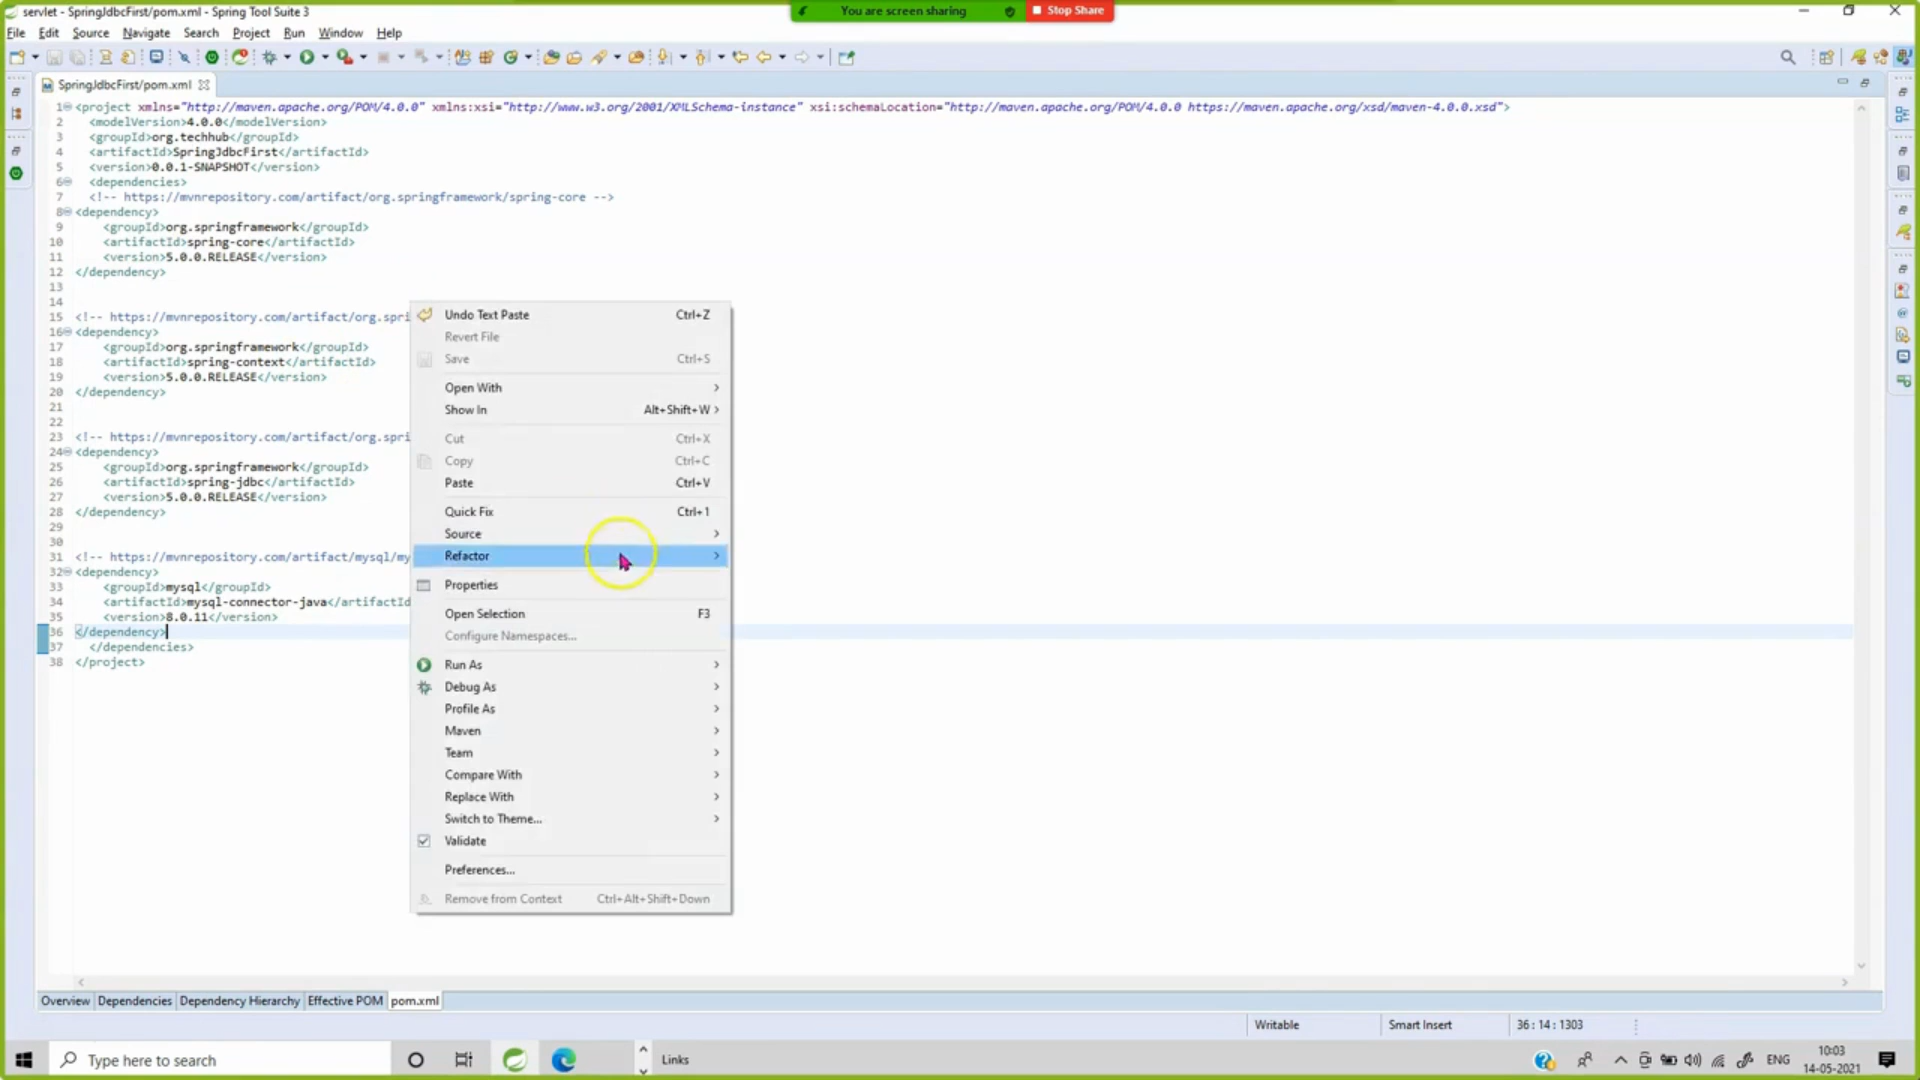 servlet - SpringJdbcFirst/pom.xml - Spring Tool Suite 3
You are screen sharing
Stop Share
File Edit Source Navigate Search Project Run Window Help
SpringJdbcFirst/pom.xml
1 <project xmlns="http://maven.apache.org/POM/4.0.0" xmlns:xsi="http://www.w3.org/2001/XMLSchema-instance" xsi:schemaLocation="http://maven.apache.org/POM/4.0.0 https://maven.apache.org/xsd/maven-4.0.0.xsd">
2 <modelVersion>4.0.0</modelVersion>
3 <groupId>org.techhub</groupId>
4 <artifactId>SpringJdbcFirst</artifactId>
5 <version>0.0.1-SNAPSHOT</version>
6 <dependencies>
7 <!-- https://mvnrepository.com/artifact/org.springframework/spring-core -->
8 <dependency>
9 <groupId>org.springframework</groupId>
10 <artifactId>spring-core</artifactId>
11 <version>5.0.0.RELEASE</version>
12 </dependency>
13
14
15 <!-- https://mvnrepository.com/artifact/org.spri
16 <dependency>
17 <groupId>org.springframework</groupId>
18 <artifactId>spring-context</artifactId>
19 <version>5.0.0.RELEASE</version>
20 </dependency>
21
22
23 <!-- https://mvnrepository.com/artifact/org.spri
24 <dependency>
25 <groupId>org.springframework</groupId>
26 <artifactId>spring-jdbc</artifactId>
27 <version>5.0.0.RELEASE</version>
28 </dependency>
29
30
31 <!-- https://mvnrepository.com/artifact/mysql/my
32 <dependency>
33 <groupId>mysql</groupId>
34 <artifactId>mysql-connector-java</artifactId
35 <version>8.0.11</version>
36 </dependency>
37 </dependencies>
38 </project>
Undo Text Paste Ctrl+Z
Revert File
Save Ctrl+S
Open With
Show In Alt+Shift+W
Cut Ctrl+X
Copy Ctrl+C
Paste Ctrl+V
Quick Fix Ctrl+1
Source
Refactor
Properties
Open Selection F3
Configure Namespaces...
Run As
Debug As
Profile As
Maven
Team
Compare With
Replace With
Switch to Theme...
Validate
Preferences...
Remove from Context Ctrl+Alt+Shift+Down
Overview Dependencies Dependency Hierarchy Effective POM pom.xml
Writable Smart Insert 36 : 14 : 1303
Type here to search
Links
ENG
10:03
14-05-2021